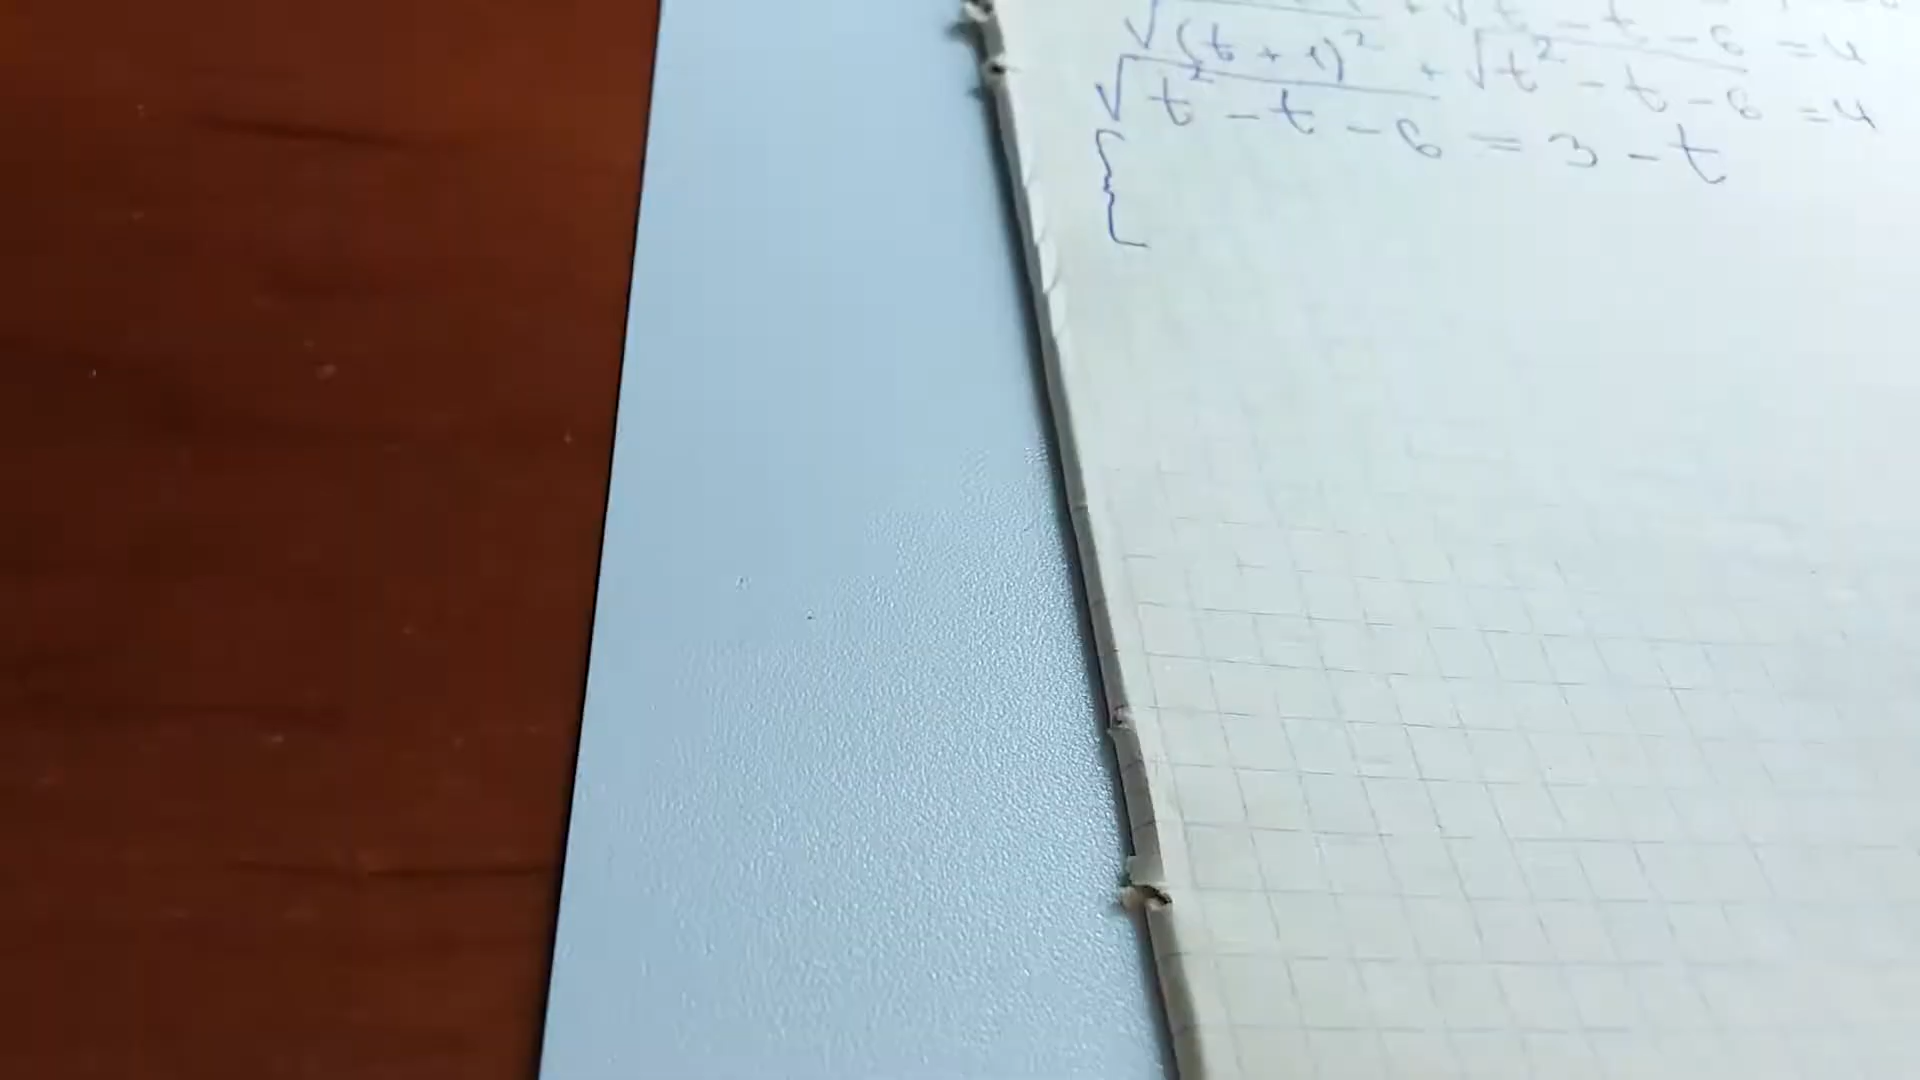 √(t + 1)² + √t² - t - 6 = 4
√t² - t - 6 = 3 - t
{